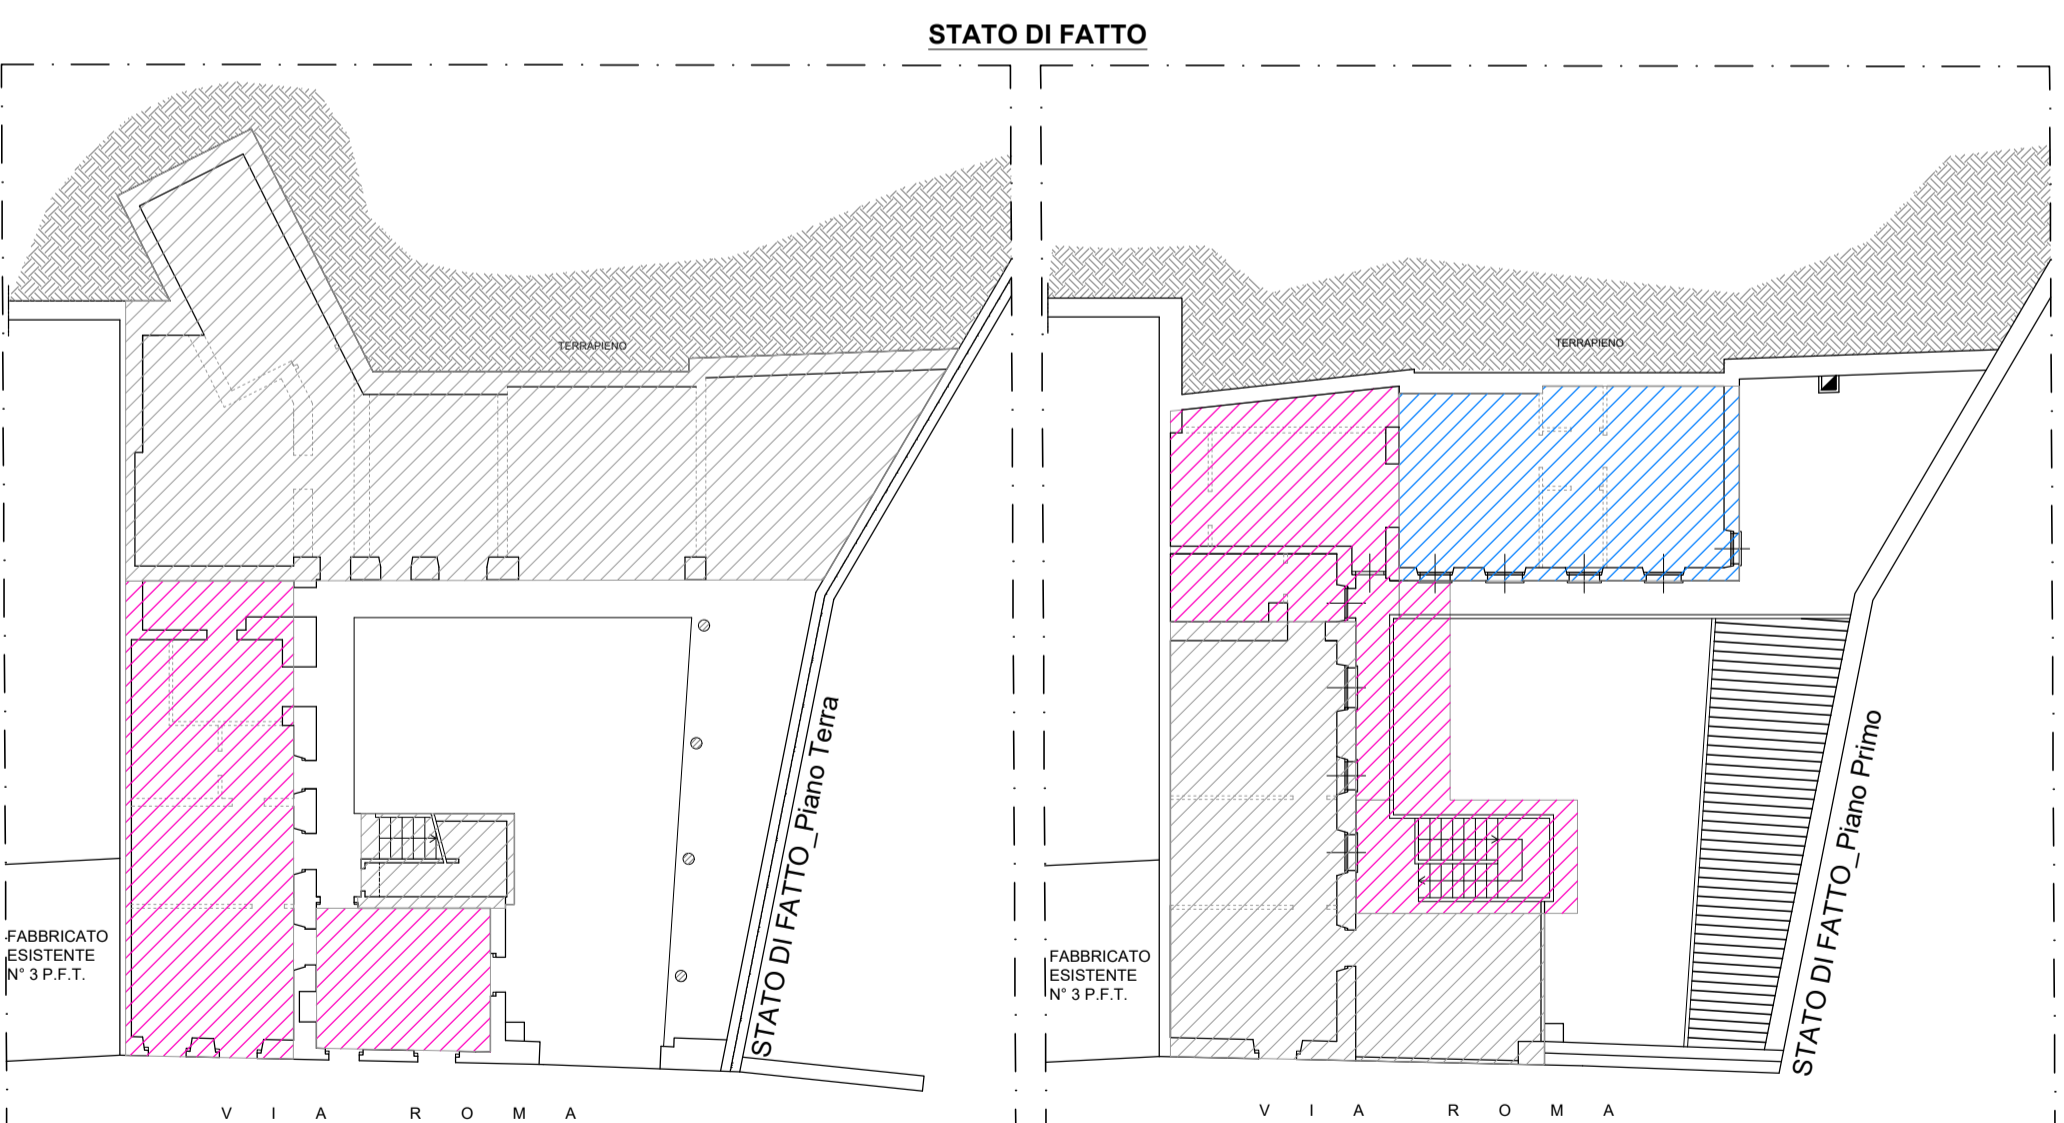 STATO DI FATTO
TERRAPIENO
STATO DI FATTO_Piano Terra
FABBRICATO
ESISTENTE
N° 3 P.F.T.
V I A R O M A
TERRAPIENO
STATO DI FATTO_Piano Primo
FABBRICATO
ESISTENTE
N° 3 P.F.T.
V I A R O M A